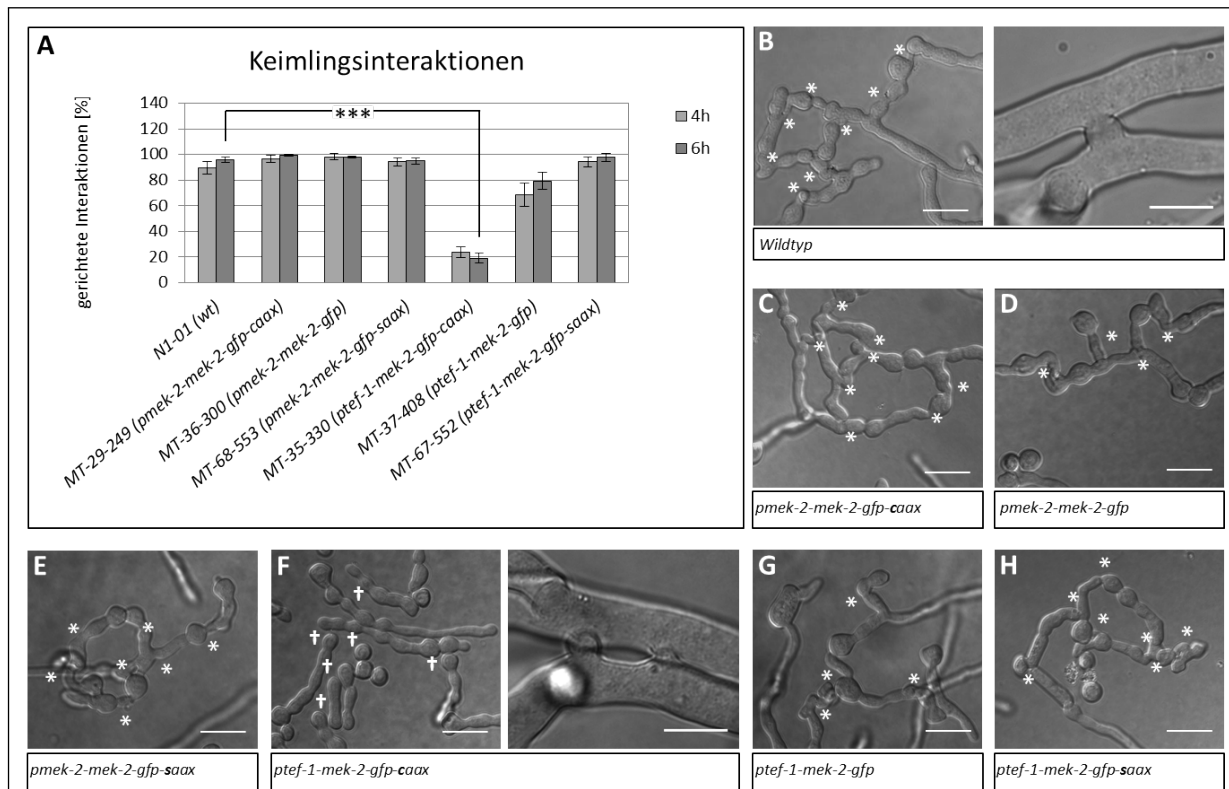 A
Keimlingsinteraktionen
gerichtete Interaktionen [%]
140
120
100
80
60
40
20
0
***
4h
6h
N1-01 (wt)
MT-29-249 (pmek-2-mek-2-gfp-caax)
MT-36-300 (pmek-2-mek-2-gfp)
MT-68-553 (pmek-2-mek-2-gfp-saax)
MT-35-330 (ptef-1-mek-2-gfp-caax)
MT-37-408 (ptef-1-mek-2-gfp)
MT-67-552 (ptef-1-mek-2-gfp-saax)
B
* * * * * * * *
Wildtyp
C
* * * * * * *
pmek-2-mek-2-gfp-caax
D
* * * *
pmek-2-mek-2-gfp
E
* * * * * *
pmek-2-mek-2-gfp-saax
F
† † † † † †
ptef-1-mek-2-gfp-caax
G
* * * *
ptef-1-mek-2-gfp
H
* * * * * * *
ptef-1-mek-2-gfp-saax